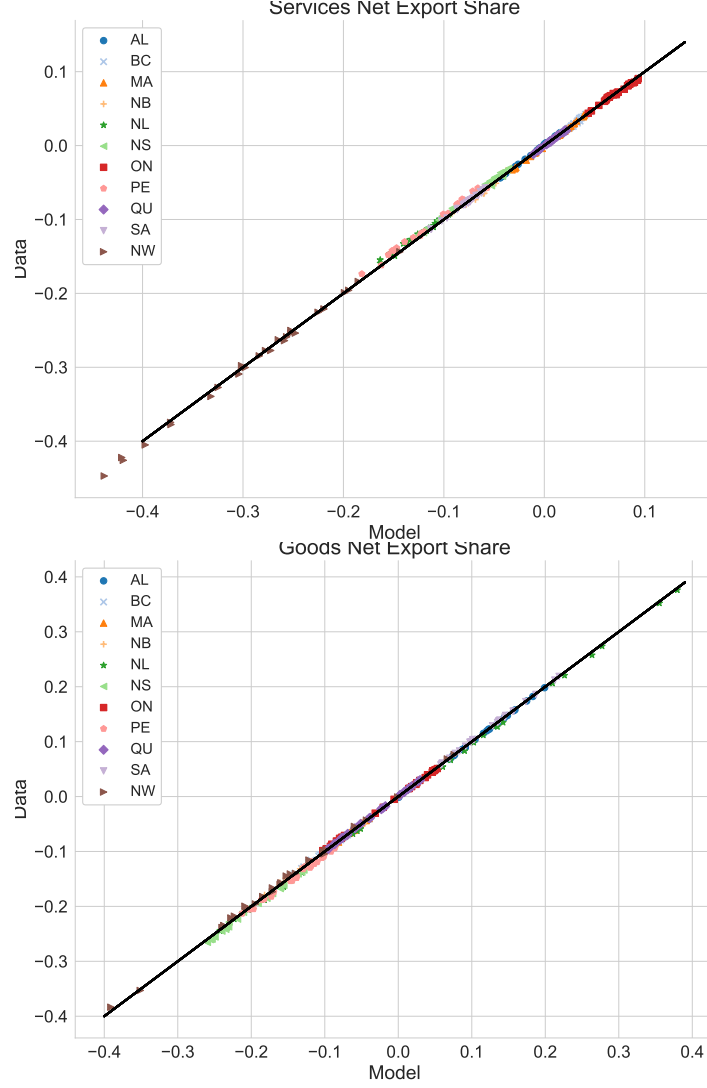 Services Net Export Share
AL
BC
MA
NB
NL
NS
ON
PE
QU
SA
NW
0.1
0.0
−0.1
−0.2
−0.3
−0.4
Data
−0.4 −0.3 −0.2 −0.1 0.0 0.1
Model
Goods Net Export Share
AL
BC
MA
NB
NL
NS
ON
PE
QU
SA
NW
0.4
0.3
0.2
0.1
0.0
−0.1
−0.2
−0.3
−0.4
Data
−0.4 −0.3 −0.2 −0.1 0.0 0.1 0.2 0.3 0.4
Model